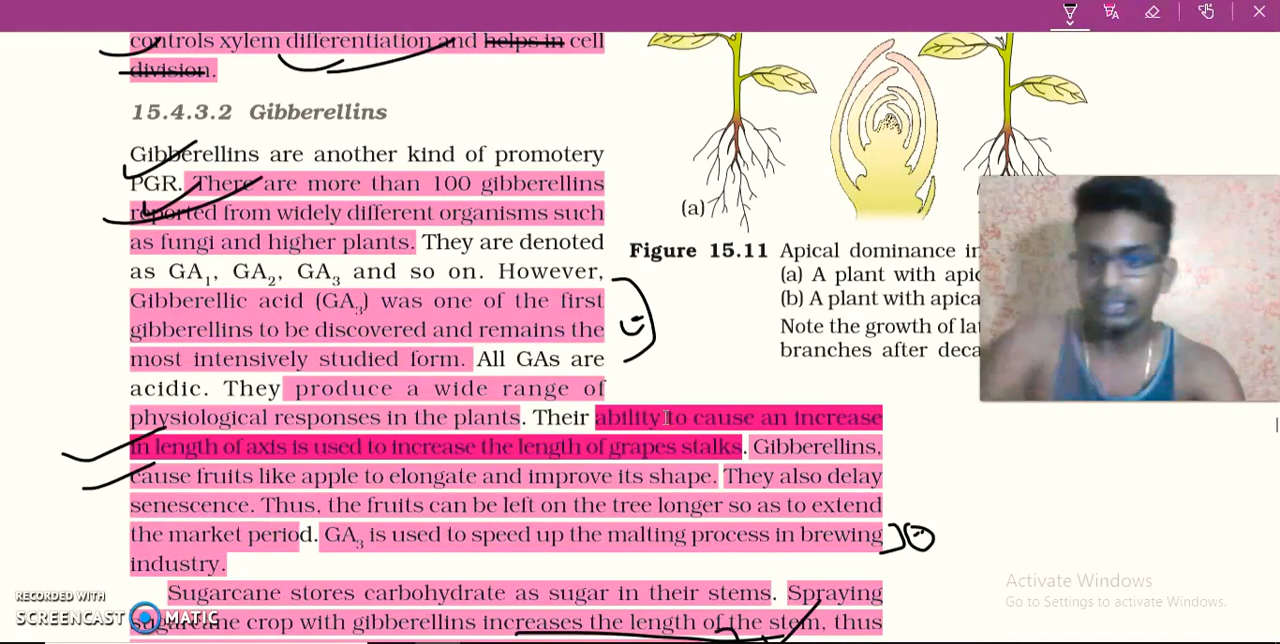 controls xylem differentiation and helps in cell
division.
15.4.3.2 Gibberellins
Gibberellins are another kind of promotery
PGR. There are more than 100 gibberellins
reported from widely different organisms such
as fungi and higher plants. They are denoted
as GA1, GA2, GA3 and so on. However,
Gibberellic acid (GA3) was one of the first
gibberellins to be discovered and remains the
most intensively studied form. All GAs are
acidic. They produce a wide range of
physiological responses in the plants. Their ability to cause an increase
in length of axis is used to increase the length of grapes stalks. Gibberellins,
cause fruits like apple to elongate and improve its shape. They also delay
senescence. Thus, the fruits can be left on the tree longer so as to extend
the market period. GA3 is used to speed up the malting process in brewing
industry.
Sugarcane stores carbohydrate as sugar in their stems. Spraying
sugarcane crop with gibberellins increases the length of the stem, thus
(a)
Figure 15.11 Apical dominance in
(a) A plant with apic
(b) A plant with apica
Note the growth of la
branches after deca
Activate Windows
Go to Settings to activate Windows.
RECORDED WITH
SCREENCAST MATIC